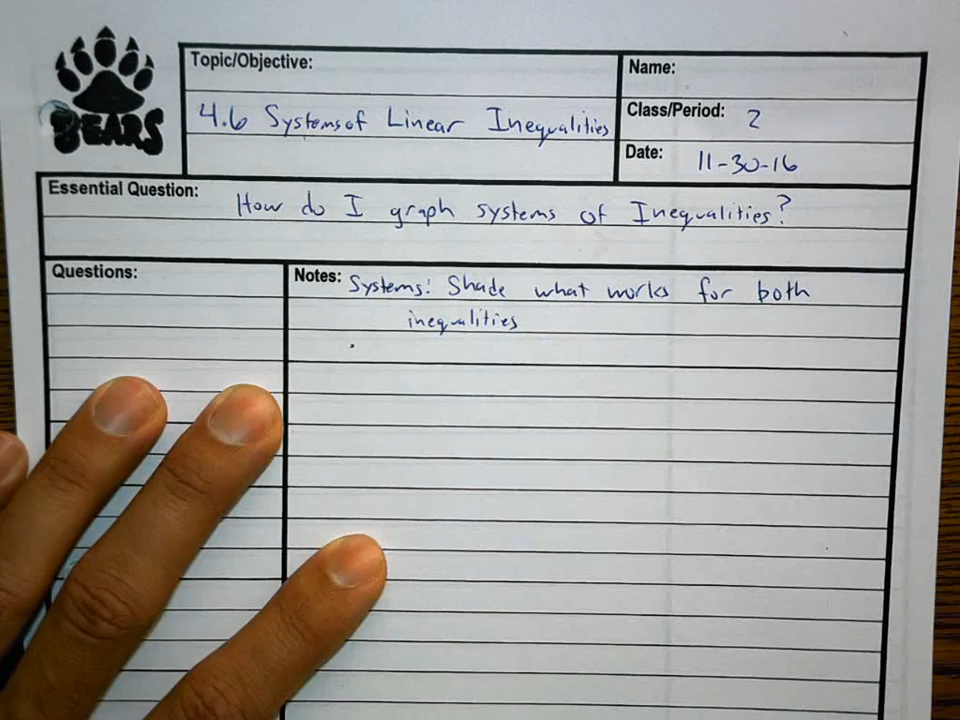 BEARS
Topic/Objective:
4.6 Systems of Linear Inequalities
Name:
Class/Period: 2
Date: 11-30-16
Essential Question: How do I graph systems of Inequalities?
Questions:
Notes: Systems: Shade what works for both
inequalities